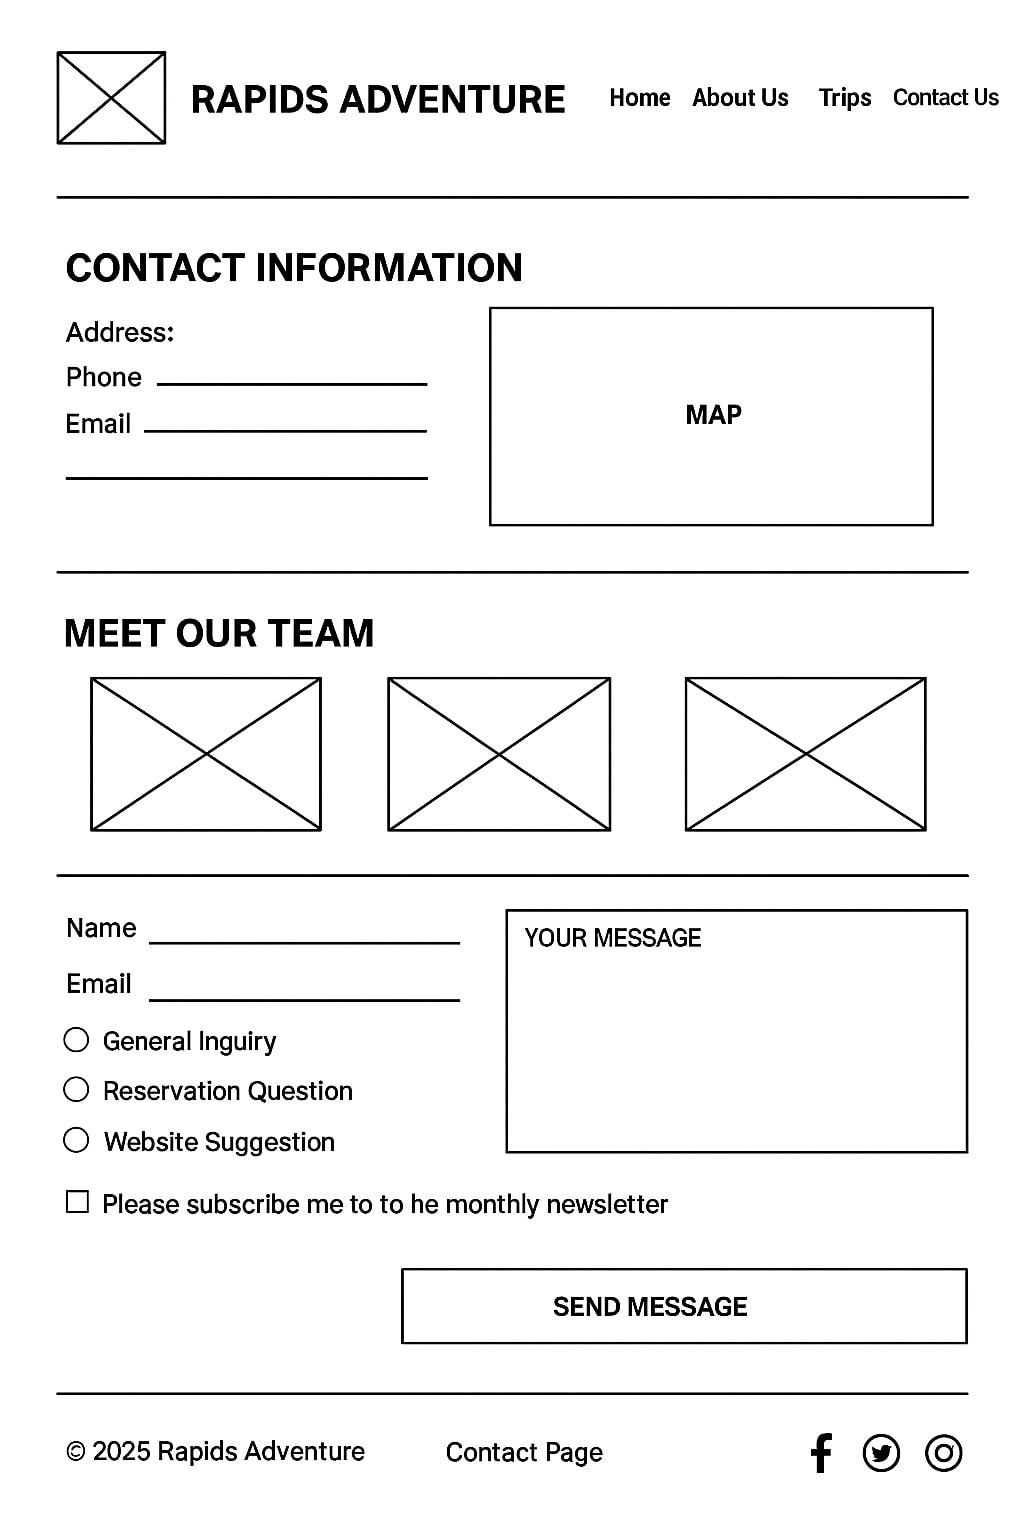 RAPIDS ADVENTURE
Home About Us Trips Contact Us
CONTACT INFORMATION
Address:
Phone
Email
MAP
MEET OUR TEAM
Name
Email
General Inguiry
Reservation Question
Website Suggestion
YOUR MESSAGE
Please subscribe me to to he monthly newsletter
SEND MESSAGE
© 2025 Rapids Adventure
Contact Page